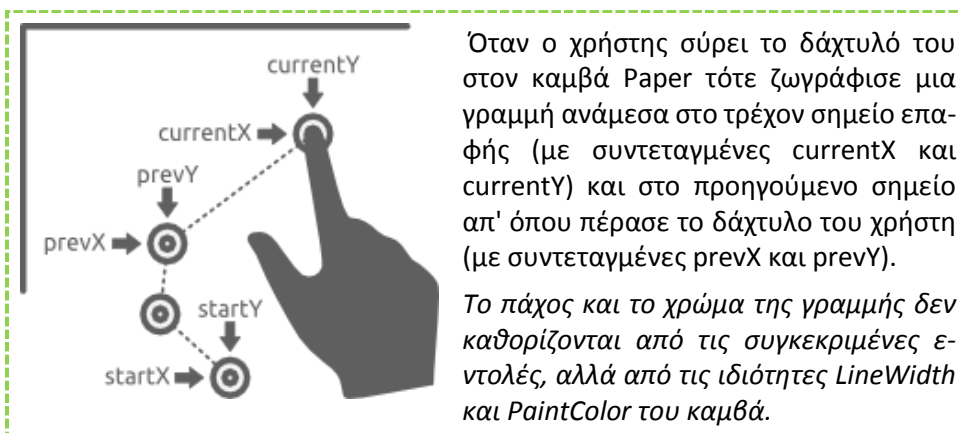 currentY
currentX
prevY
prevX
startY
startX
Όταν ο χρήστης σύρει το δάχτυλό του
στον καμβά Paper τότε ζωγράφισε μια
γραμμή ανάμεσα στο τρέχον σημείο επα-
φής (με συντεταγμένες currentX και
currentY) και στο προηγούμενο σημείο
απ' όπου πέρασε το δάχτυλο του χρήστη
(με συντεταγμένες prevX και prevY).
Το πάχος και το χρώμα της γραμμής δεν
καθορίζονται από τις συγκεκριμένες ε-
ντολές, αλλά από τις ιδιότητες LineWidth
και PaintColor του καμβά.